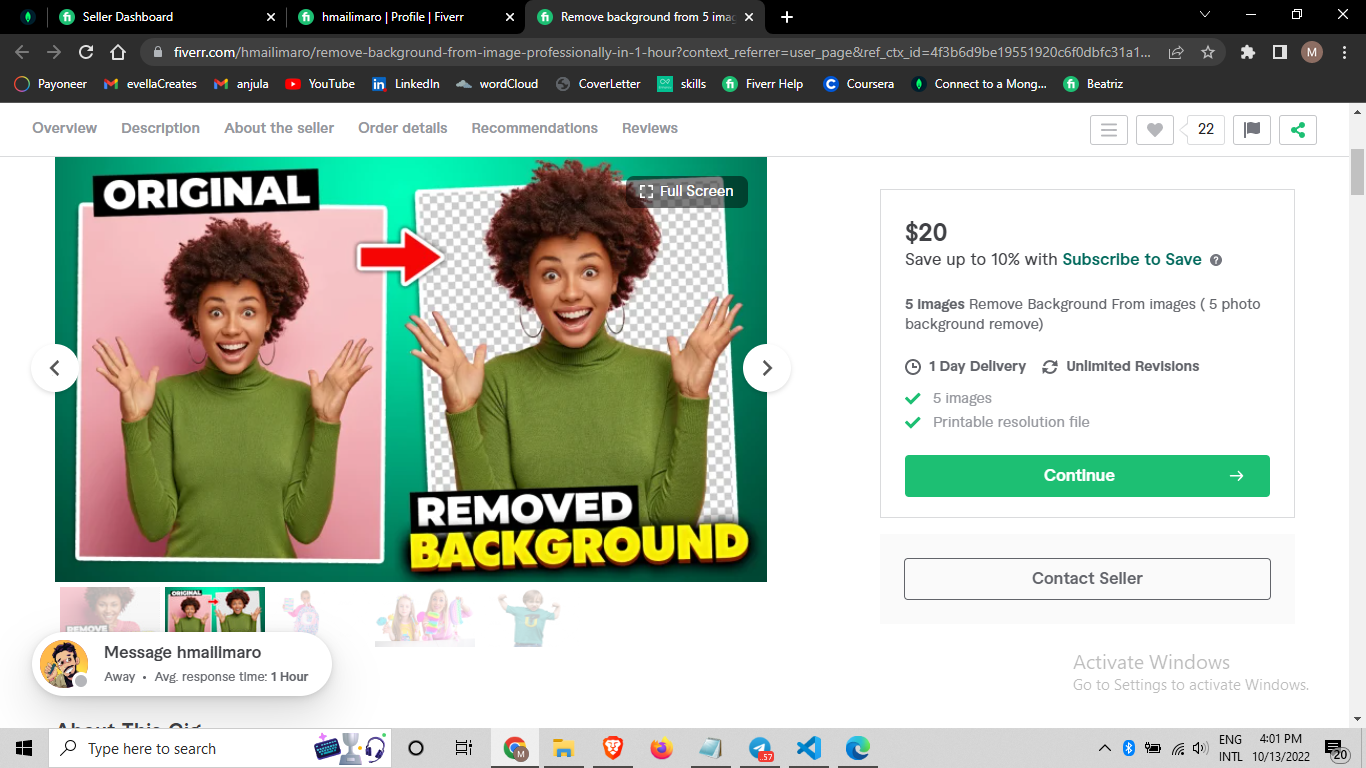 Seller Dashboard
hmailimaro | Profile | Fiverr
Remove background from 5 imag
fiverr.com/hmailimaro/remove-background-from-image-professionally-in-1-hour?context_referrer=user_page&ref_ctx_id=4f3b6d9be19551920c6f0dbfc31a1...
M
Payoneer
evellaCreates
anjula
YouTube
LinkedIn
wordCloud
CoverLetter
skills
Fiverr Help
Coursera
Connect to a Mong...
Beatriz
Overview
Description
About the seller
Order details
Recommendations
Reviews
22
ORIGINAL
Full Screen
REMOVED
BACKGROUND
$20
Save up to 10% with Subscribe to Save
5 Images Remove Background From images ( 5 photo
background remove)
1 Day Delivery
Unlimited Revisions
5 images
Printable resolution file
Continue
Contact Seller
ORIGINAL
REMOVE
Message hmailimaro
Away • Avg. response time: 1 Hour
About This Gig
Activate Windows
Go to Settings to activate Windows.
Type here to search
M
.57
ENG
INTL
4:01 PM
10/13/2022
20